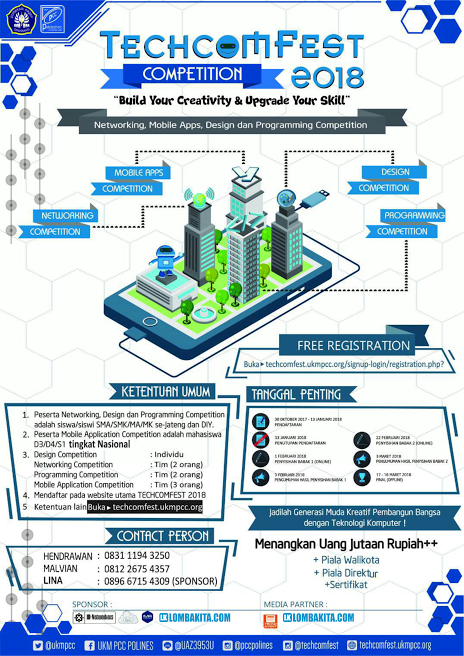 TECHCOMFEST
COMPETITION 2018
"Build Your Creativity & Upgrade Your Skill"
Networking, Mobile Apps, Design dan Programming Competition
MOBILE APPS
COMPETITION
DESIGN
COMPETITION
NETWORKING
COMPETITION
PROGRAMMING
COMPETITION
FREE REGISTRATION
Buka ▸ techcomfest.ukmpcc.org/signup-login/registration.php?
KETENTUAN UMUM
1. Peserta Networking, Design dan Programming Competition
adalah siswa/siswi SMA/SMK/MA/MK se-jateng dan DIY.
2. Peserta Mobile Application Competition adalah mahasiswa
D3/D4/S1 tingkat Nasional
3. Design Competition : Individu
Networking Competition : Tim (2 orang)
Programming Competition : Tim (2 orang)
Mobile Application Competition : Tim (3 orang)
4. Mendaftar pada website utama TECHCOMFEST 2018
5 Ketentuan lain Buka ▸ techcomfest.ukmpcc.org
TANGGAL PENTING
30 OKTOBER 2017 - 13 JANUARI 2018
PENDAFTARAN
13 JANUARI 2018
PENUTUPAN PENDAFTARAN
1 FEBRUARI 2018
PENYISIHAN BABAK 1 (ONLINE)
5 FEBRUARI 2018
PENGUMUMAN HASIL PENYISIHAN BABAK 1
22 FEBRUARI 2018
PENYISIHAN BABAK 2 (ONLINE)
5 MARET 2018
PENGUMUMAN HASIL PENYISIHAN BABAK 2
17 - 18 MARET 2018
FINAL (OFFLINE)
Jadilah Generasi Muda Kreatif Pembangun Bangsa
dengan Teknologi Komputer !
Menangkan Uang Jutaan Rupiah++
+ Piala Walikota
+ Piala Direktur
+Sertifikat
CONTACT PERSON
HENDRAWAN : 0831 1194 3250
MALVIAN : 0812 2675 4357
LINA : 0896 6715 4309 (SPONSOR)
SPONSOR :
LOMBAKITA.COM
MEDIA PARTNER :
LOMBAKITA.COM
@ukmpcc
UKM PCC POLINES
@UAZ3953U
@pccpolines
@techcomfest
techcomfest.ukmpcc.org